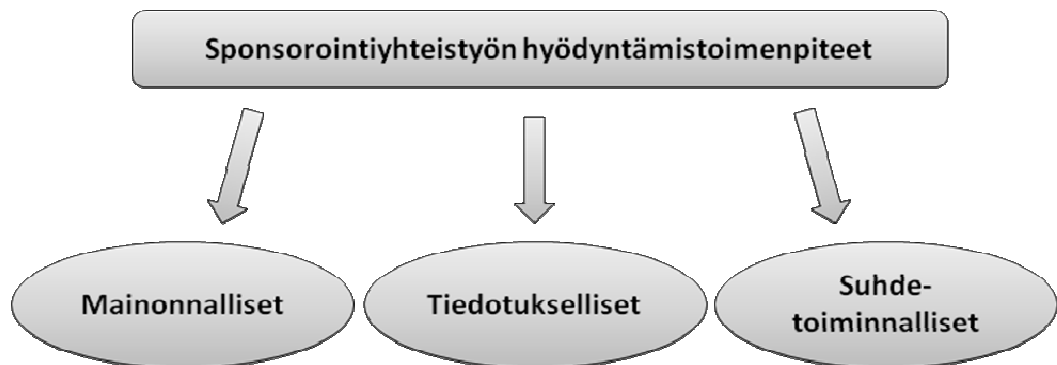 Sponsorointiyhteistyön hyödyntämistoimenpiteet
Mainonnalliset
Tiedotukselliset
Suhde-
toiminnalliset